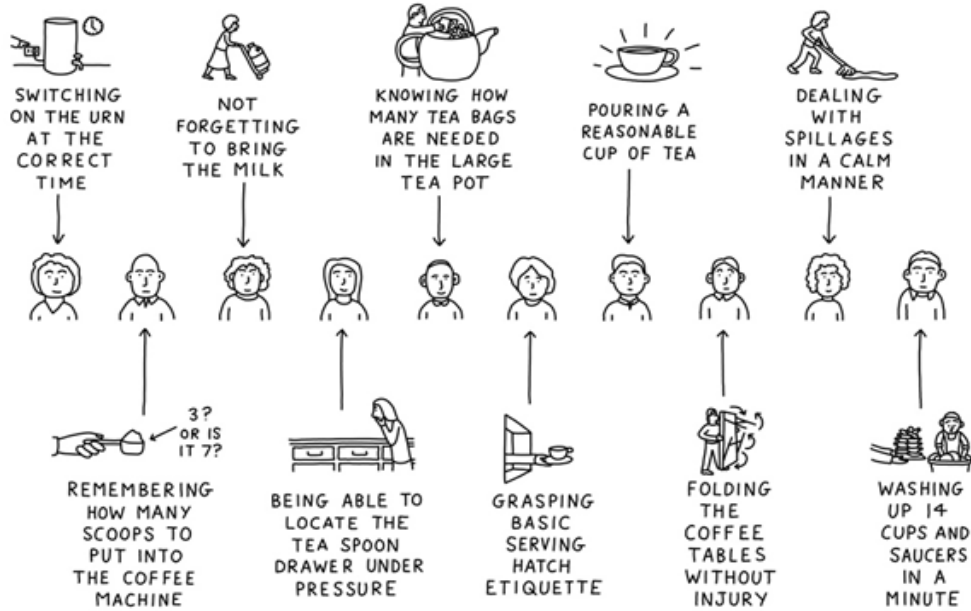 SWITCHING
ON THE URN
AT THE
CORRECT
TIME
NOT
FORGETTING
TO BRING
THE MILK
KNOWING HOW
MANY TEA BAGS
ARE NEEDED
IN THE LARGE
TEA POT
POURING A
REASONABLE
CUP OF TEA
DEALING
WITH
SPILLAGES
IN A CALM
MANNER
3?
OR IS
IT 7?
REMEMBERING
HOW MANY
SCOOPS TO
PUT INTO
THE COFFEE
MACHINE
BEING ABLE TO
LOCATE THE
TEA SPOON
DRAWER UNDER
PRESSURE
GRASPING
BASIC
SERVING
HATCH
ETIQUETTE
FOLDING
THE
COFFEE
TABLES
WITHOUT
INJURY
WASHING
UP 14
CUPS AND
SAUCERS
IN A
MINUTE